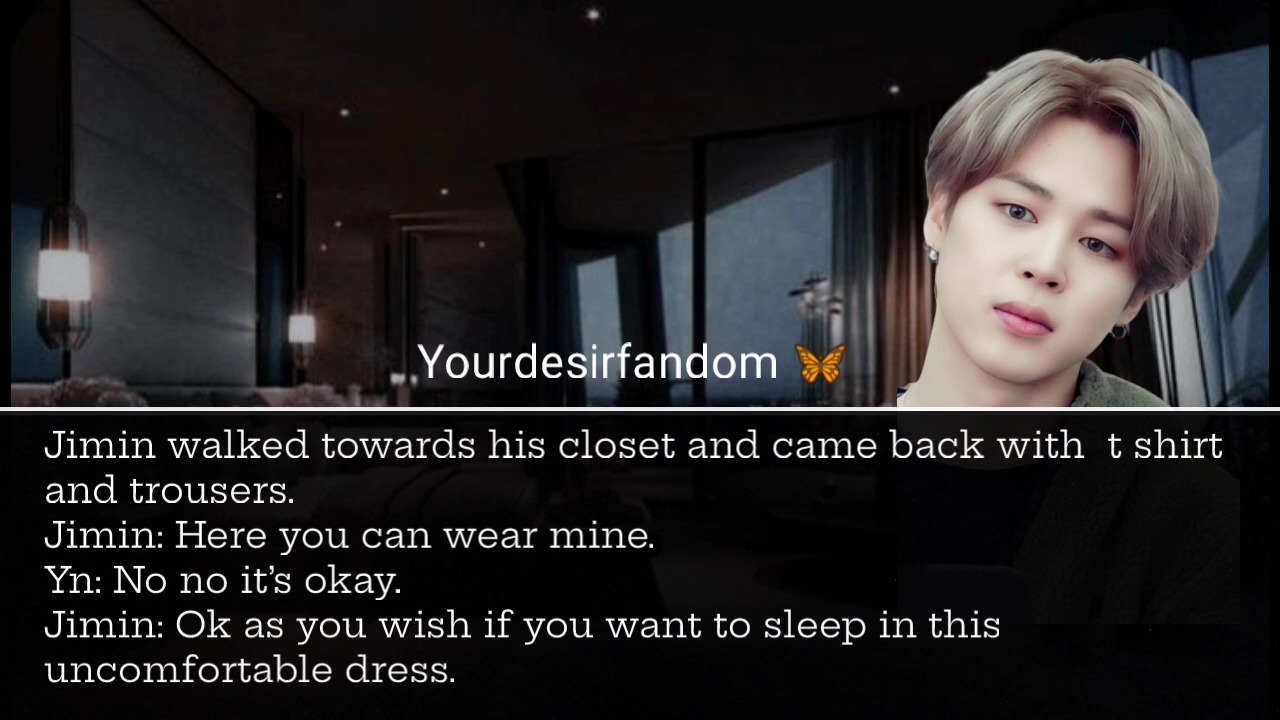 Yourdesirfandom 🦋
Jimin walked towards his closet and came back with  t shirt
and trousers.
Jimin: Here you can wear mine.
Yn: No no it’s okay.
Jimin: Ok as you wish if you want to sleep in this
uncomfortable dress.